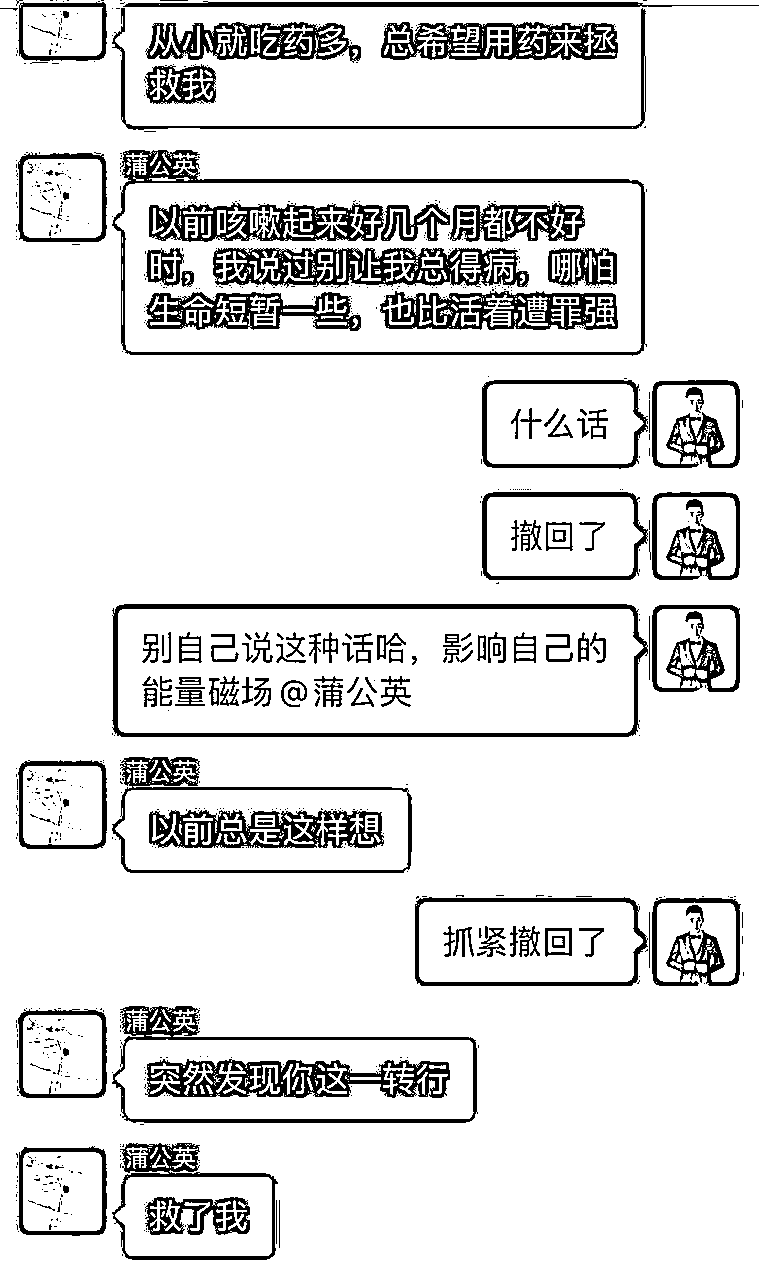 从小就吃药多，总希望用药来拯
救我
蒲公英
以前咳嗽起来好几个月都不好
时，我说过别让我总得病，哪怕
生命短暂一些，也比活着遭罪强
什么话
撤回了
别自己说这种话哈，影响自己的
能量磁场@蒲公英
蒲公英
以前总是这样想
抓紧撤回了
蒲公英
突然发现你这一转行
蒲公英
救了我